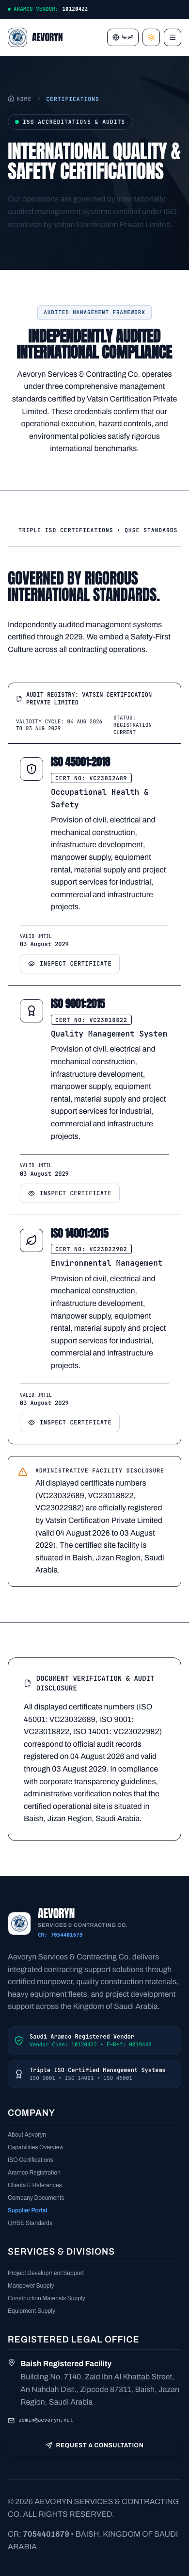 ARAMCO VENDOR: 10120422
AEVORYN
العربية
HOME > CERTIFICATIONS
ISO ACCREDITATIONS & AUDITS
INTERNATIONAL QUALITY &
SAFETY CERTIFICATIONS
Our operations are governed by internationally
audited management systems certified under ISO
standards by Vatsin Certification Private Limited.
AUDITED MANAGEMENT FRAMEWORK
INDEPENDENTLY AUDITED
INTERNATIONAL COMPLIANCE
Aevoryn Services & Contracting Co. operates
under three comprehensive management
standards certified by Vatsin Certification Private
Limited. These credentials confirm that our
operational execution, hazard controls, and
environmental policies satisfy rigorous
international benchmarks.
TRIPLE ISO CERTIFICATIONS • QHSE STANDARDS
GOVERNED BY RIGOROUS
INTERNATIONAL STANDARDS.
Independently audited management systems
certified through 2029. We embed a Safety-First
Culture across all contracting operations.
AUDIT REGISTRY: VATSIN CERTIFICATION
PRIVATE LIMITED
VALIDITY CYCLE: 04 AUG 2026
TO 03 AUG 2029
STATUS:
REGISTRATION
CURRENT
ISO 45001:2018
CERT NO: VC23032689
Occupational Health &
Safety
Provision of civil, electrical and
mechanical construction,
infrastructure development,
manpower supply, equipment
rental, material supply and project
support services for industrial,
commercial and infrastructure
projects.
VALID UNTIL
03 August 2029
INSPECT CERTIFICATE
ISO 9001:2015
CERT NO: VC23018822
Quality Management System
Provision of civil, electrical and
mechanical construction,
infrastructure development,
manpower supply, equipment
rental, material supply and project
support services for industrial,
commercial and infrastructure
projects.
VALID UNTIL
03 August 2029
INSPECT CERTIFICATE
ISO 14001:2015
CERT NO: VC23022982
Environmental Management
Provision of civil, electrical and
mechanical construction,
infrastructure development,
manpower supply, equipment
rental, material supply and project
support services for industrial,
commercial and infrastructure
projects.
VALID UNTIL
03 August 2029
INSPECT CERTIFICATE
ADMINISTRATIVE FACILITY DISCLOSURE
All displayed certificate numbers
(VC23032689, VC23018822,
VC23022982) are officially registered
by Vatsin Certification Private Limited
(valid 04 August 2026 to 03 August
2029). The certified site facility is
situated in Baish, Jizan Region, Saudi
Arabia.
DOCUMENT VERIFICATION & AUDIT
DISCLOSURE
All displayed certificate numbers (ISO
45001: VC23032689, ISO 9001:
VC23018822, ISO 14001: VC23022982)
correspond to official audit records
registered on 04 August 2026 and valid
through 03 August 2029. In compliance
with corporate transparency guidelines,
administrative verification notes that the
certified operational site is situated in
Baish, Jizan Region, Saudi Arabia.
AEVORYN
SERVICES & CONTRACTING CO.
CR: 7054401679
Aevoryn Services & Contracting Co. delivers
integrated contracting support solutions through
certified manpower, quality construction materials,
heavy equipment fleets, and project development
support across the Kingdom of Saudi Arabia.
Saudi Aramco Registered Vendor
Vendor Code: 10120422 • E-Ref: 0019448
Triple ISO Certified Management Systems
ISO 9001 • ISO 14001 • ISO 45001
COMPANY
About Aevoryn
Capabilities Overview
ISO Certifications
Aramco Registration
Clients & References
Company Documents
Supplier Portal
QHSE Standards
SERVICES & DIVISIONS
Project Development Support
Manpower Supply
Construction Materials Supply
Equipment Supply
REGISTERED LEGAL OFFICE
Baish Registered Facility
Building No. 7140, Zaid Ibn Al Khattab Street,
An Nahdah Dist., Zipcode 87311, Baish, Jazan
Region, Saudi Arabia
admin@aevoryn.net
REQUEST A CONSULTATION
© 2026 AEVORYN SERVICES & CONTRACTING
CO. ALL RIGHTS RESERVED.
CR: 7054401679 • BAISH, KINGDOM OF SAUDI
ARABIA